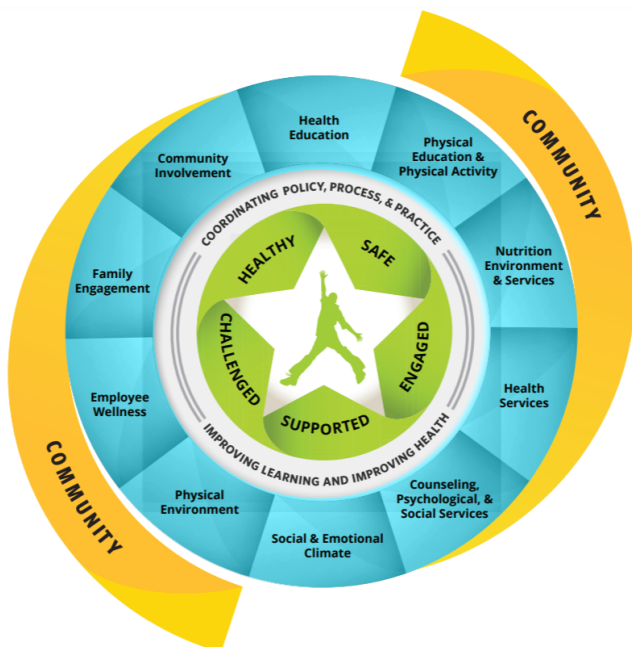 COMMUNITY
Health
Education
Physical
Education &
Physical Activity
Nutrition
Environment
& Services
Health
Services
Counseling,
Psychological, &
Social Services
Social & Emotional
Climate
Physical
Environment
Employee
Wellness
Family
Engagement
Community
Involvement
COORDINATING POLICY, PROCESS, & PRACTICE
IMPROVING LEARNING AND IMPROVING HEALTH
HEALTHY
SAFE
ENGAGED
SUPPORTED
CHALLENGED
COMMUNITY